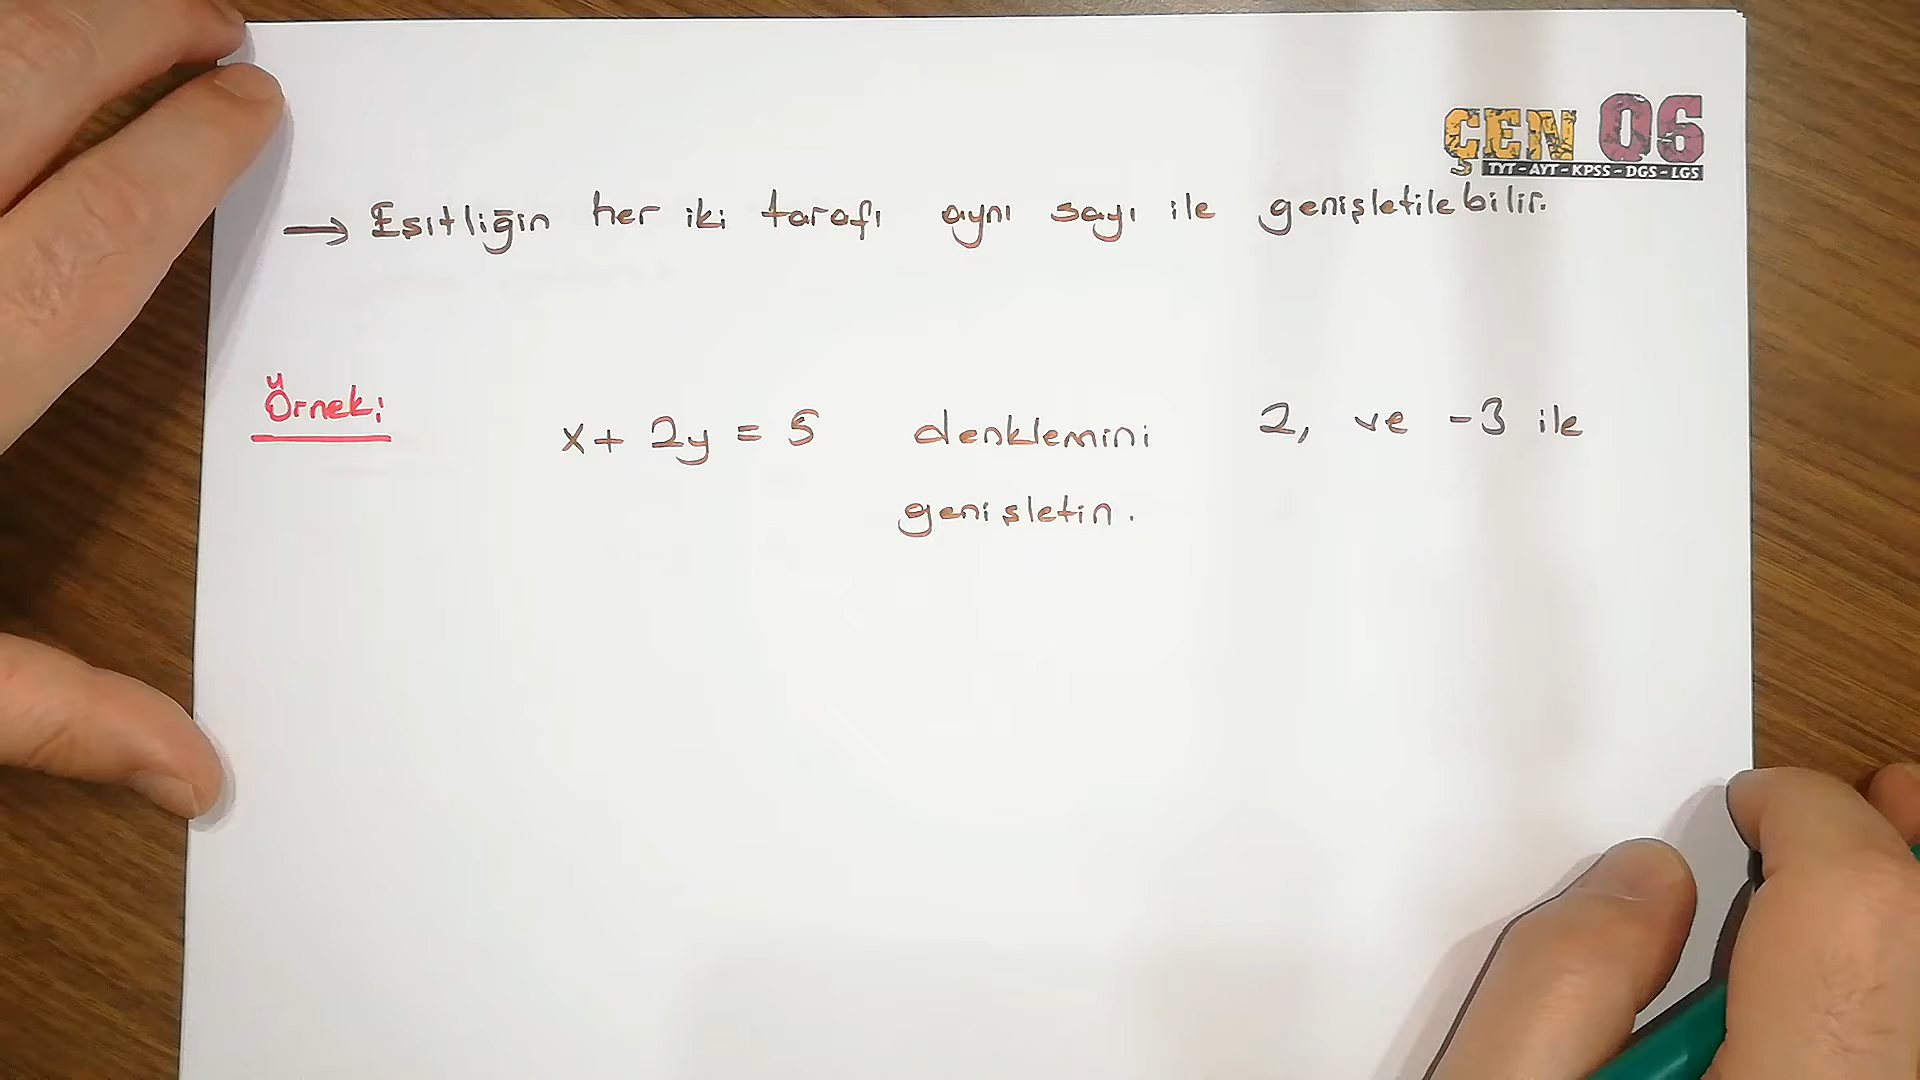 ÇEN 06
TYT - AYT - KPSS - DGS - LGS
→ Eşitliğin her iki tarafı aynı sayı ile genişletilebilir.
Örnek:
x + 2y = 5 denklemini 2, ve -3 ile
genişletin.